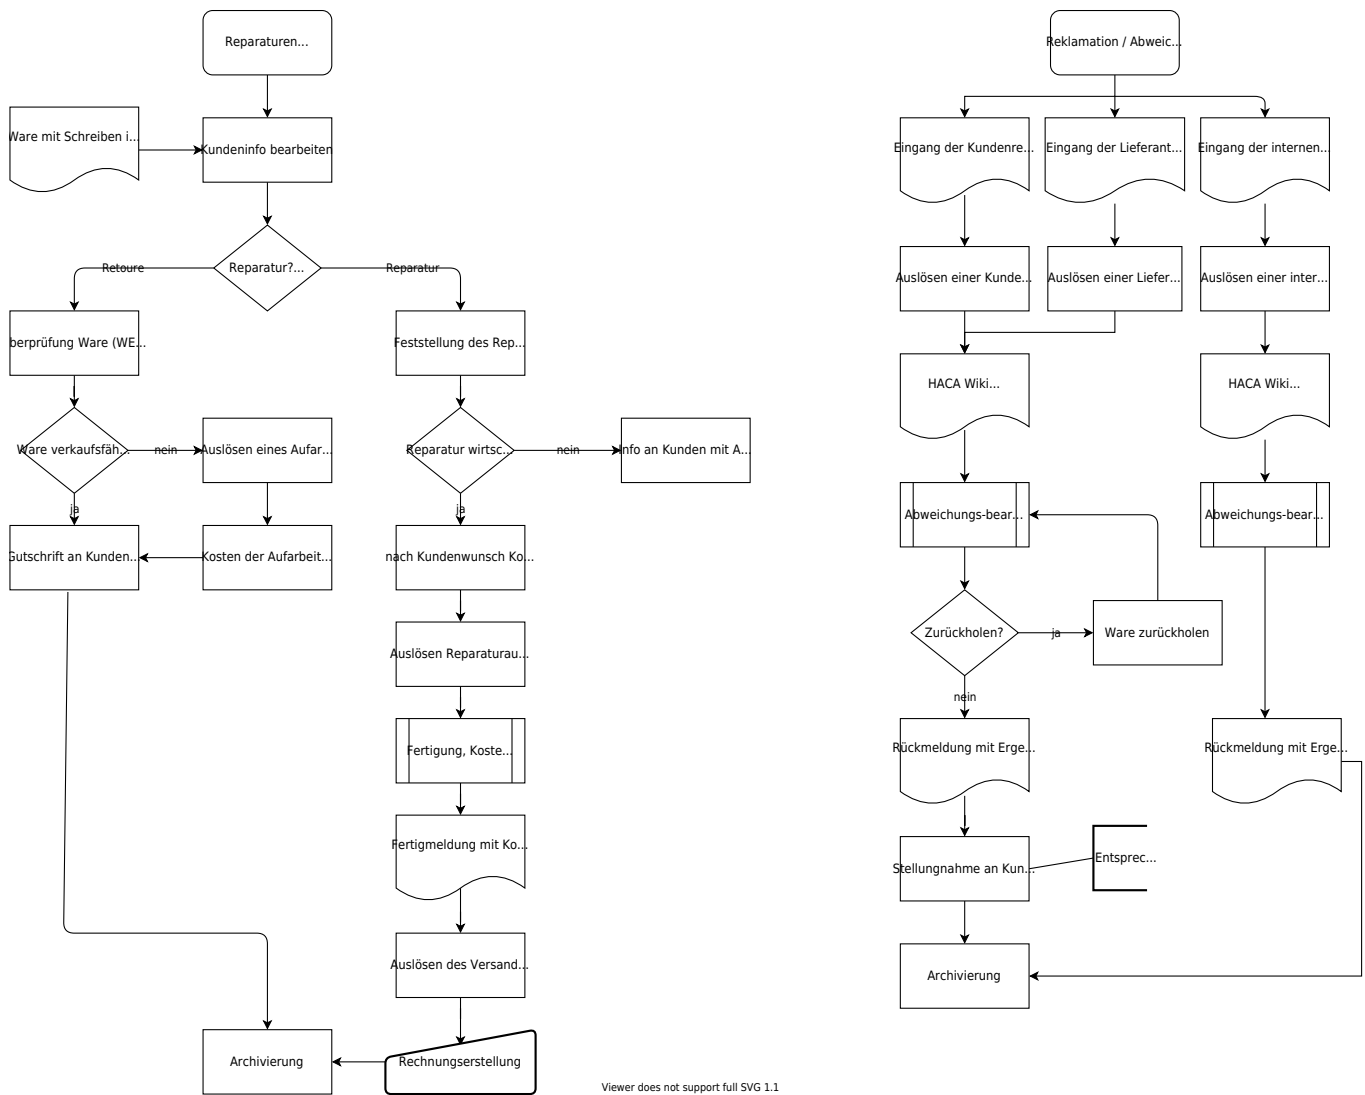 Reparaturen...
Ware mit Schreiben i...
Kundeninfo bearbeiten
Reparatur?...
Retoure
Reparatur
berprüfung Ware (WE...
Feststellung des Rep...
Ware verkaufsfäh...
nein
Auslösen eines Aufar...
Reparatur wirtsc...
nein
Info an Kunden mit A...
ja
ja
Gutschrift an Kunden...
Kosten der Aufarbeit...
nach Kundenwunsch Ko...
Auslösen Reparaturau...
Fertigung, Koste...
Fertigmeldung mit Ko...
Auslösen des Versand...
Archivierung
Rechnungserstellung
Reklamation / Abweic...
Eingang der Kundenre...
Eingang der Lieferant...
Eingang der internen...
Auslösen einer Kunde...
Auslösen einer Liefer...
Auslösen einer inter...
HACA Wiki...
HACA Wiki...
Abweichungs-bear...
Abweichungs-bear...
Zurückholen?
ja
Ware zurückholen
nein
Rückmeldung mit Erge...
Rückmeldung mit Erge...
Stellungnahme an Kun...
Entsprec...
Archivierung
Viewer does not support full SVG 1.1